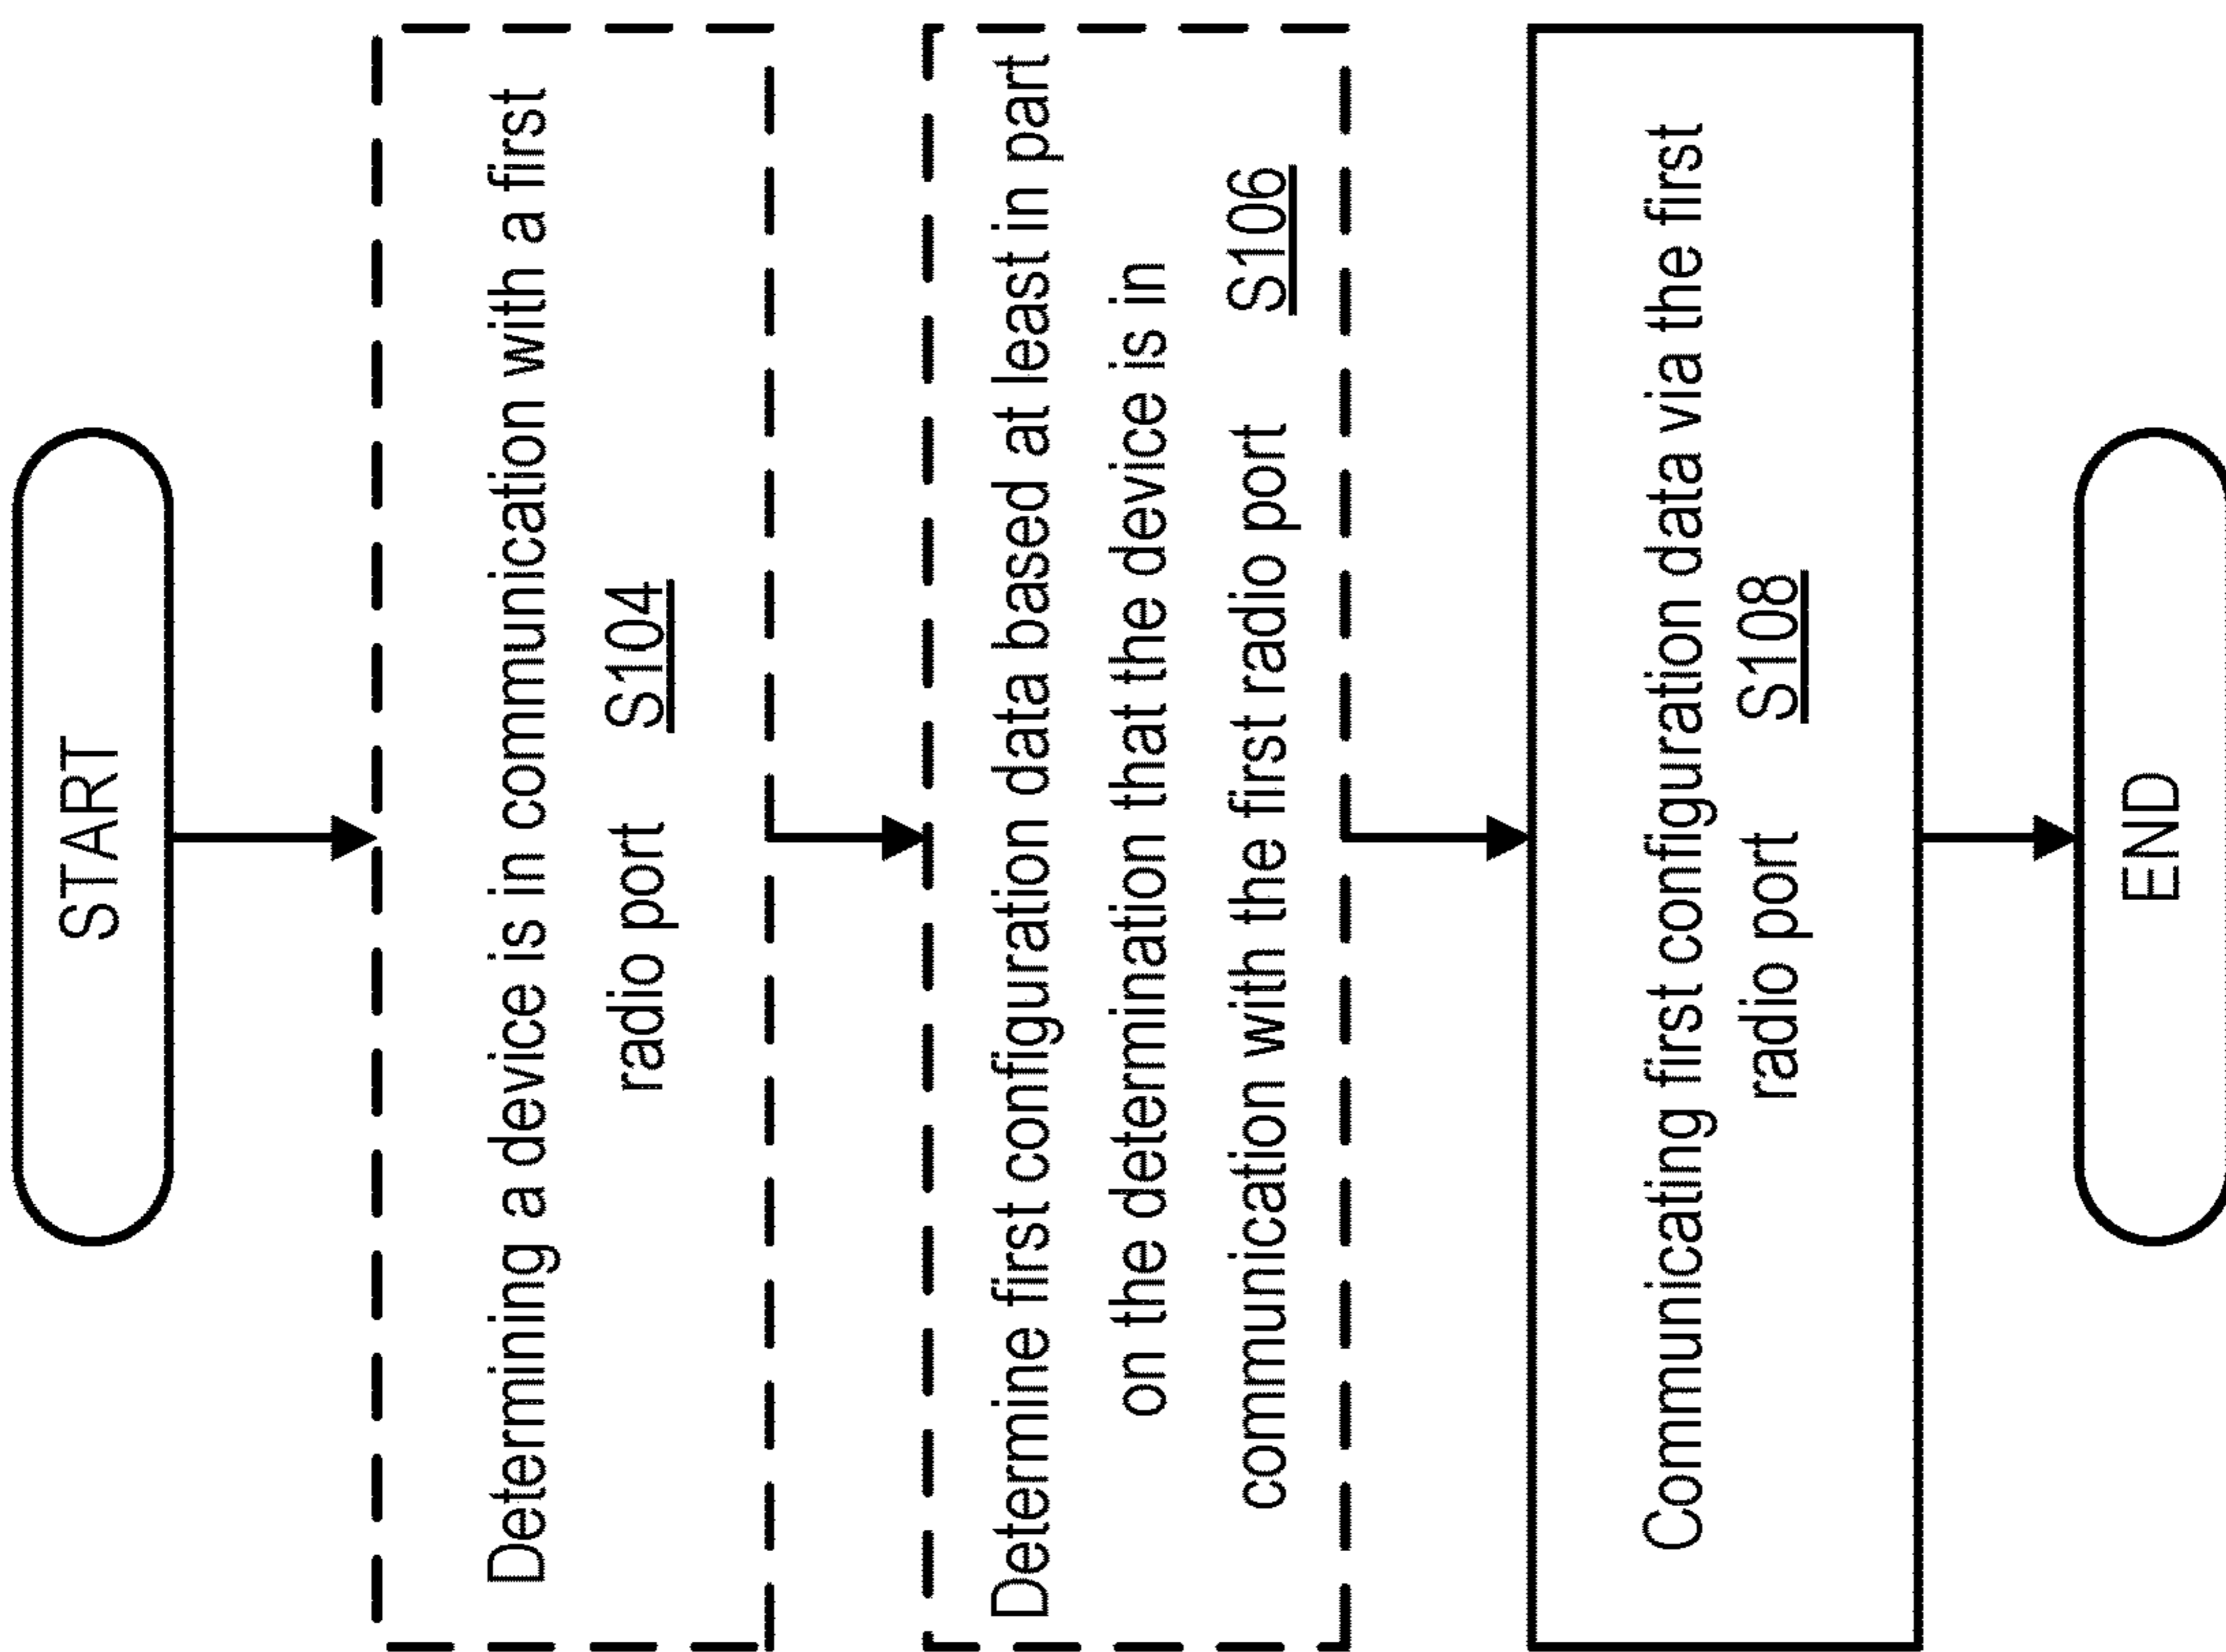 START
Determining a device is in communication with a first
radio port S104
Determine first configuration data based at least in part
on the determination that the device is in
communication with the first radio port S106
Communicating first configuration data via the first
radio port S108
END